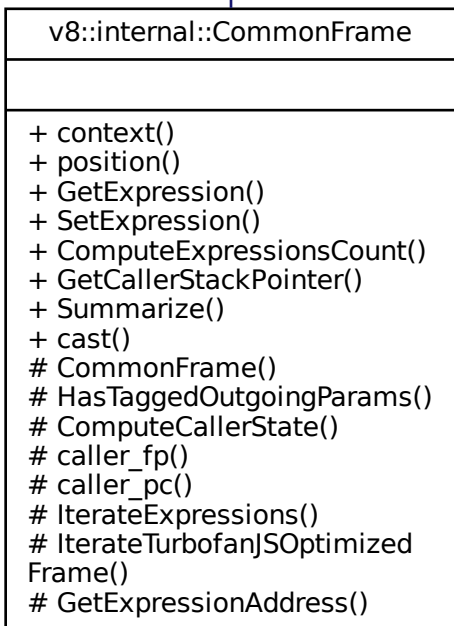 v8::internal::CommonFrame
+ context()
+ position()
+ GetExpression()
+ SetExpression()
+ ComputeExpressionsCount()
+ GetCallerStackPointer()
+ Summarize()
+ cast()
# CommonFrame()
# HasTaggedOutgoingParams()
# ComputeCallerState()
# caller_fp()
# caller_pc()
# IterateExpressions()
# IterateTurbofanJSOptimized
Frame()
# GetExpressionAddress()